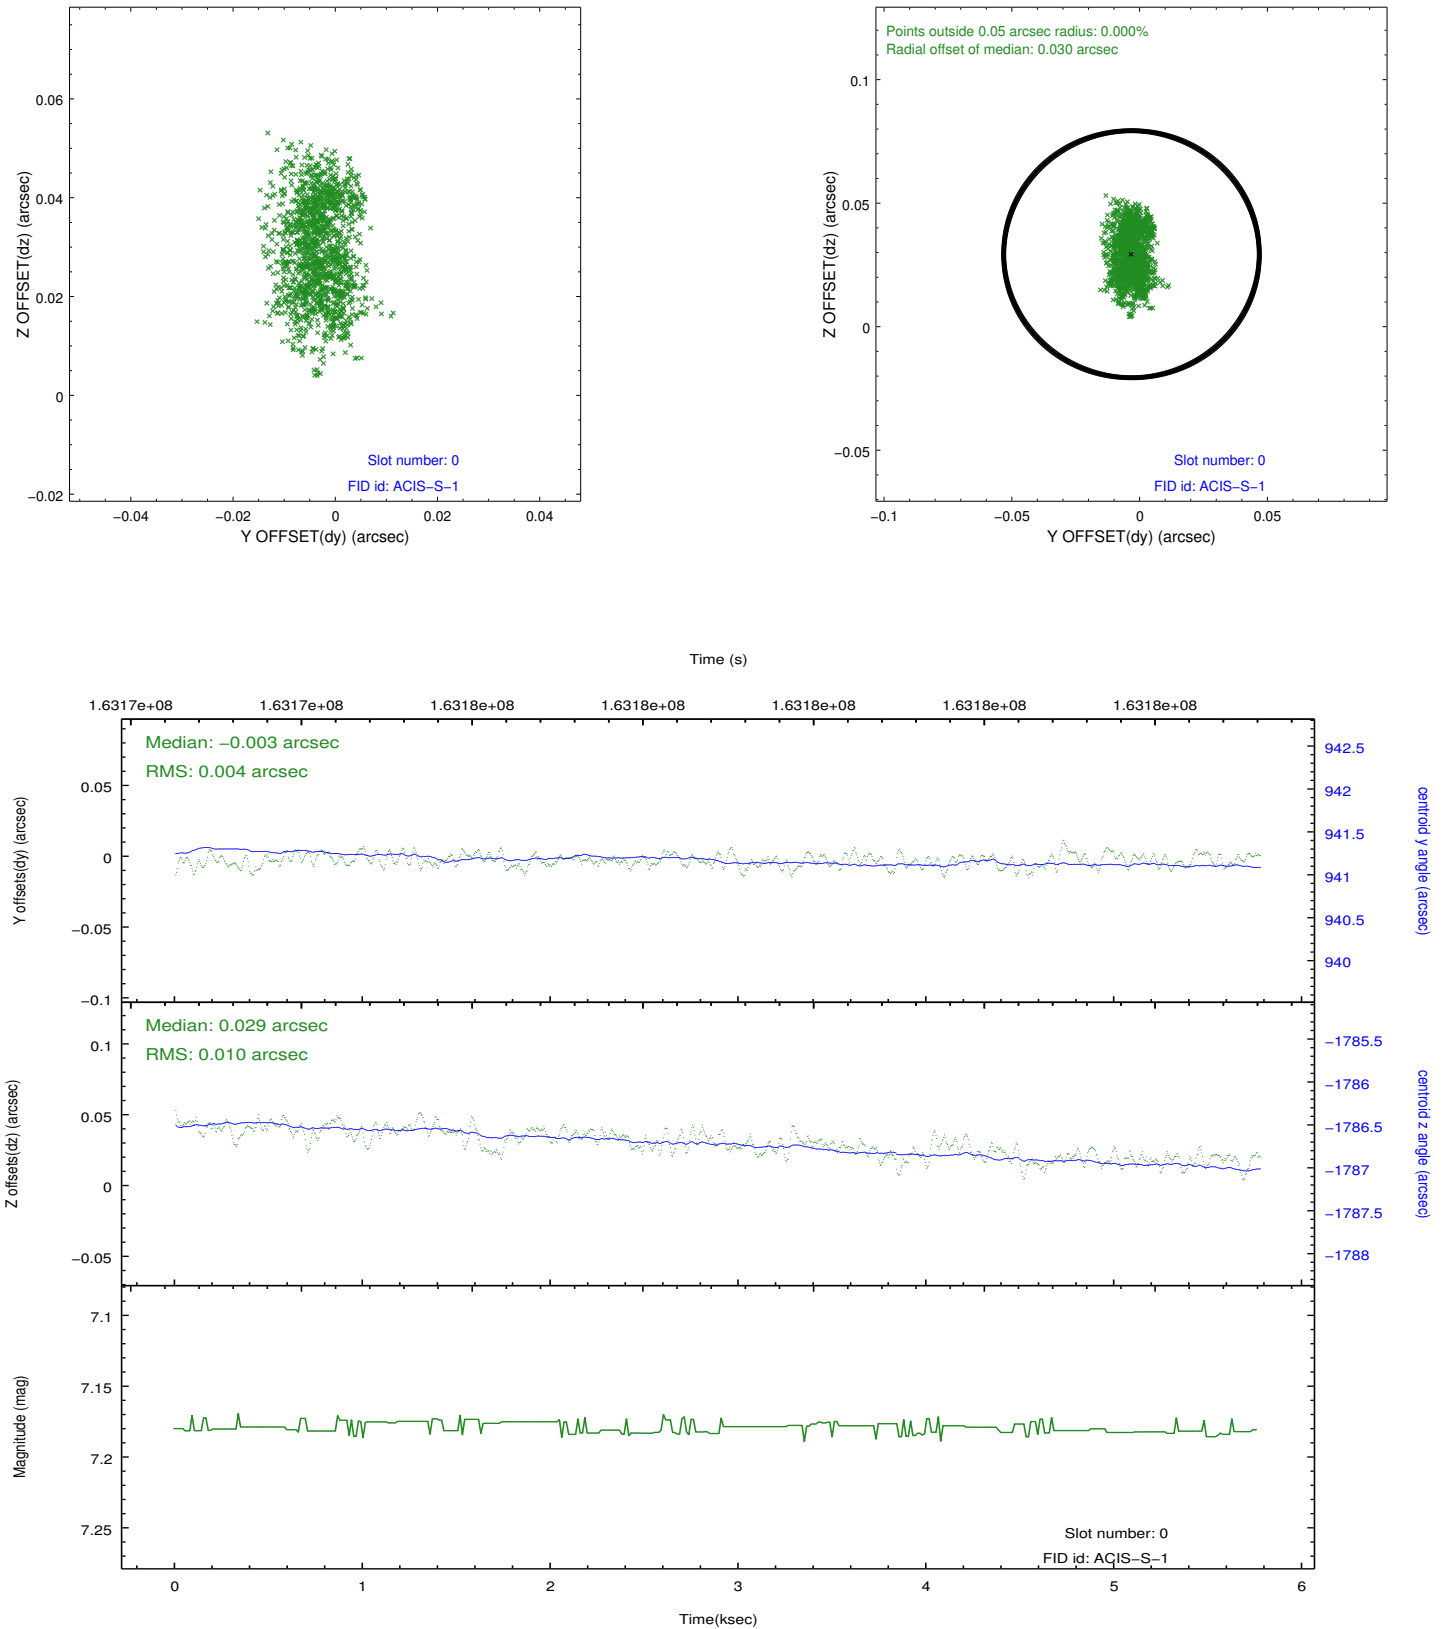 0.06
0.04
0.02
0
−0.02
Z OFFSET(dz) (arcsec)
Slot number: 0
FID id: ACIS−S−1
−0.04
−0.02
0
0.02
0.04
Y OFFSET(dy) (arcsec)
Points outside 0.05 arcsec radius: 0.000%
Radial offset of median: 0.030 arcsec
0.1
0.05
0
−0.05
Z OFFSET(dz) (arcsec)
Slot number: 0
FID id: ACIS−S−1
−0.1
−0.05
0
0.05
Y OFFSET(dy) (arcsec)
Time (s)
1.6317e+08
1.6317e+08
1.6318e+08
1.6318e+08
1.6318e+08
1.6318e+08
1.6318e+08
Median: −0.003 arcsec
RMS: 0.004 arcsec
0.05
0
−0.05
−0.1
Y offsets(dy) (arcsec)
942.5
942
941.5
941
940.5
940
centroid y angle (arcsec)
Median: 0.029 arcsec
RMS: 0.010 arcsec
0.1
0.05
0
−0.05
Z offsets(dz) (arcsec)
−1785.5
−1786
−1786.5
−1787
−1787.5
−1788
centroid z angle (arcsec)
7.1
7.15
7.2
7.25
Magnitude (mag)
Slot number: 0
FID id: ACIS−S−1
0
1
2
3
4
5
6
Time(ksec)